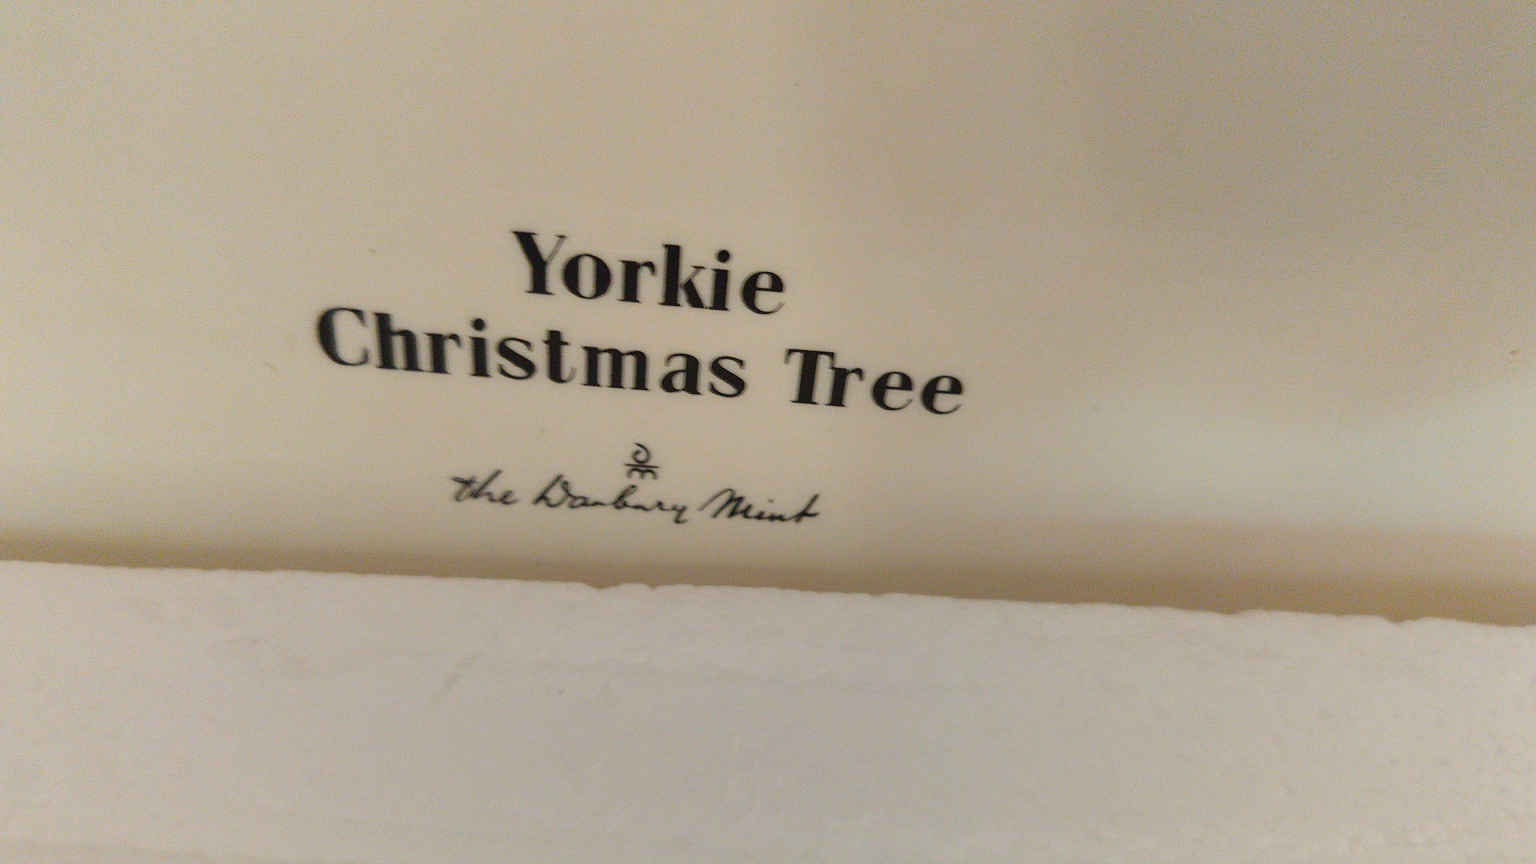 Yorkie
Christmas Tree
the Danbury Mint